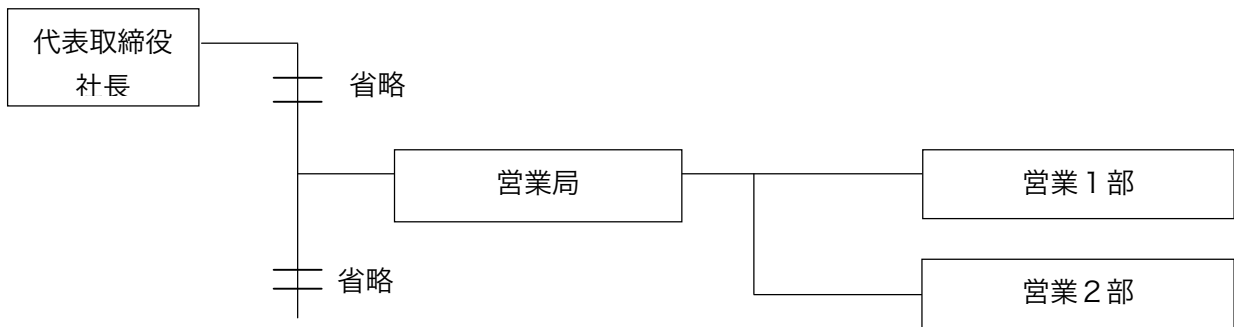 代表取締役
社長
省略
営業局
営業１部
省略
営業２部